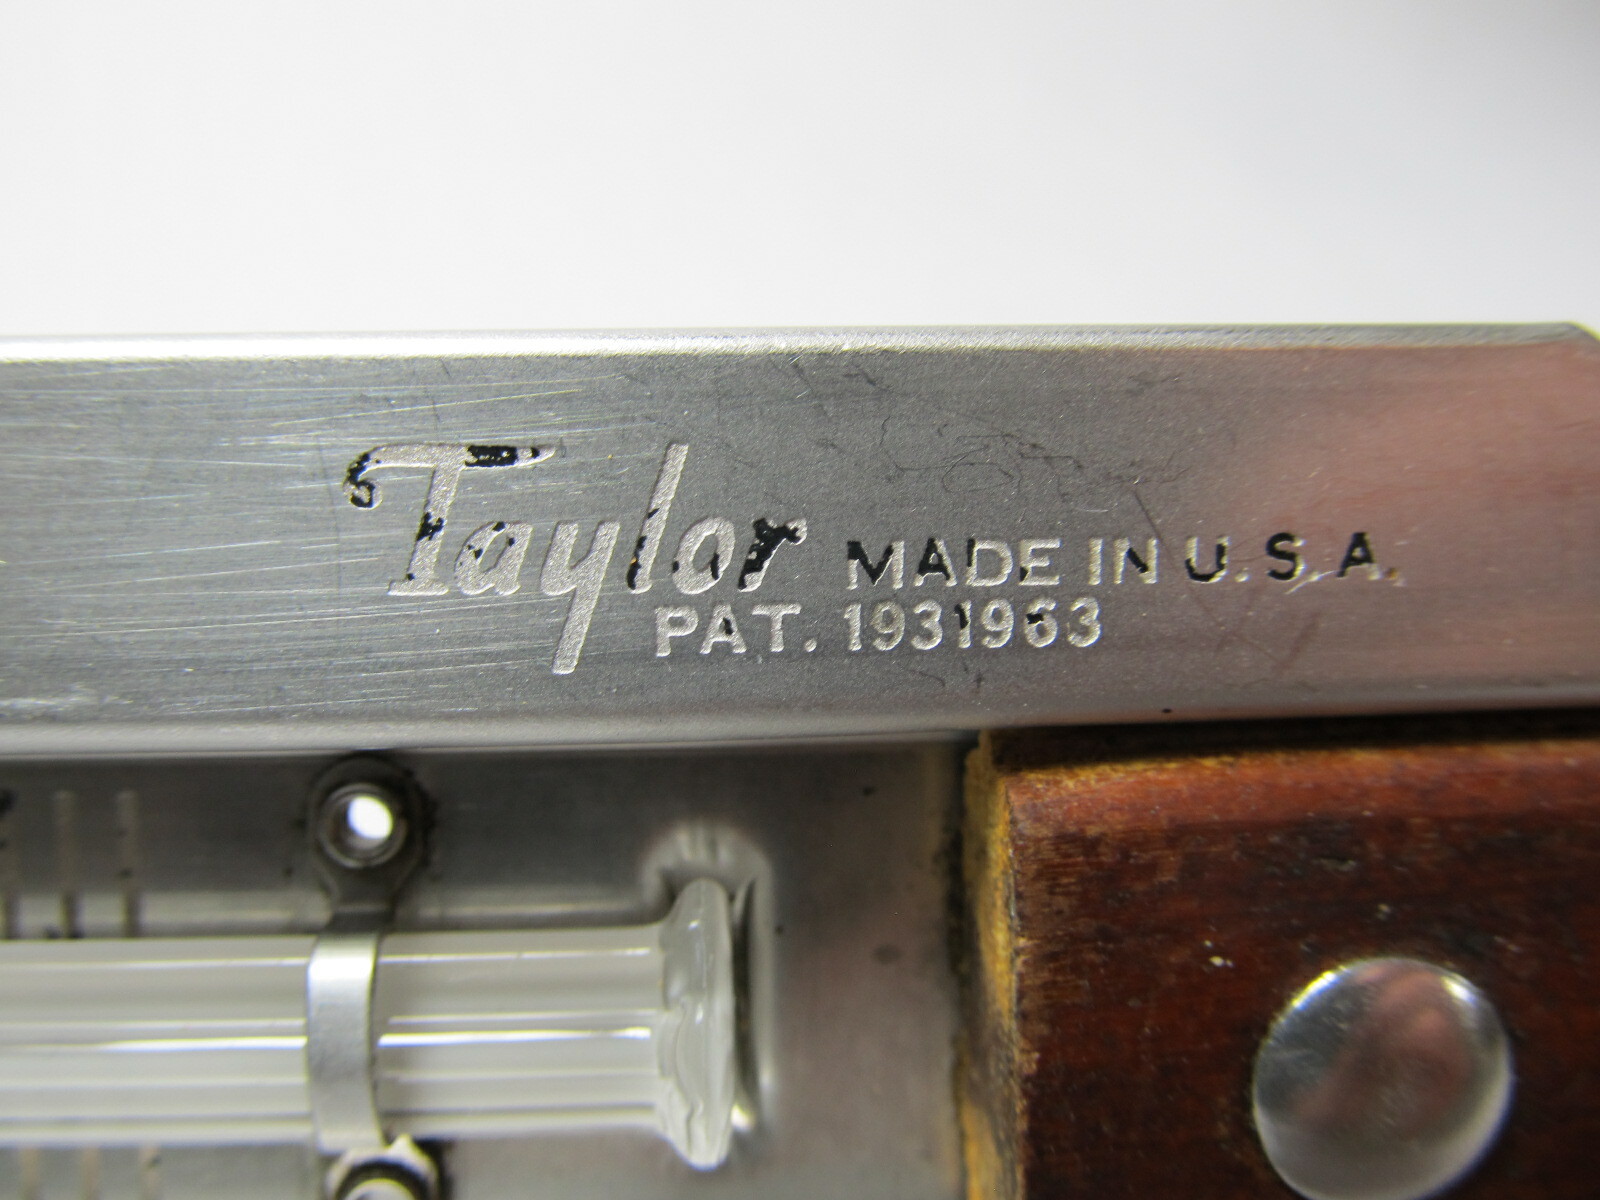 Taylor MADE IN U.S.A.
PAT. 1931963